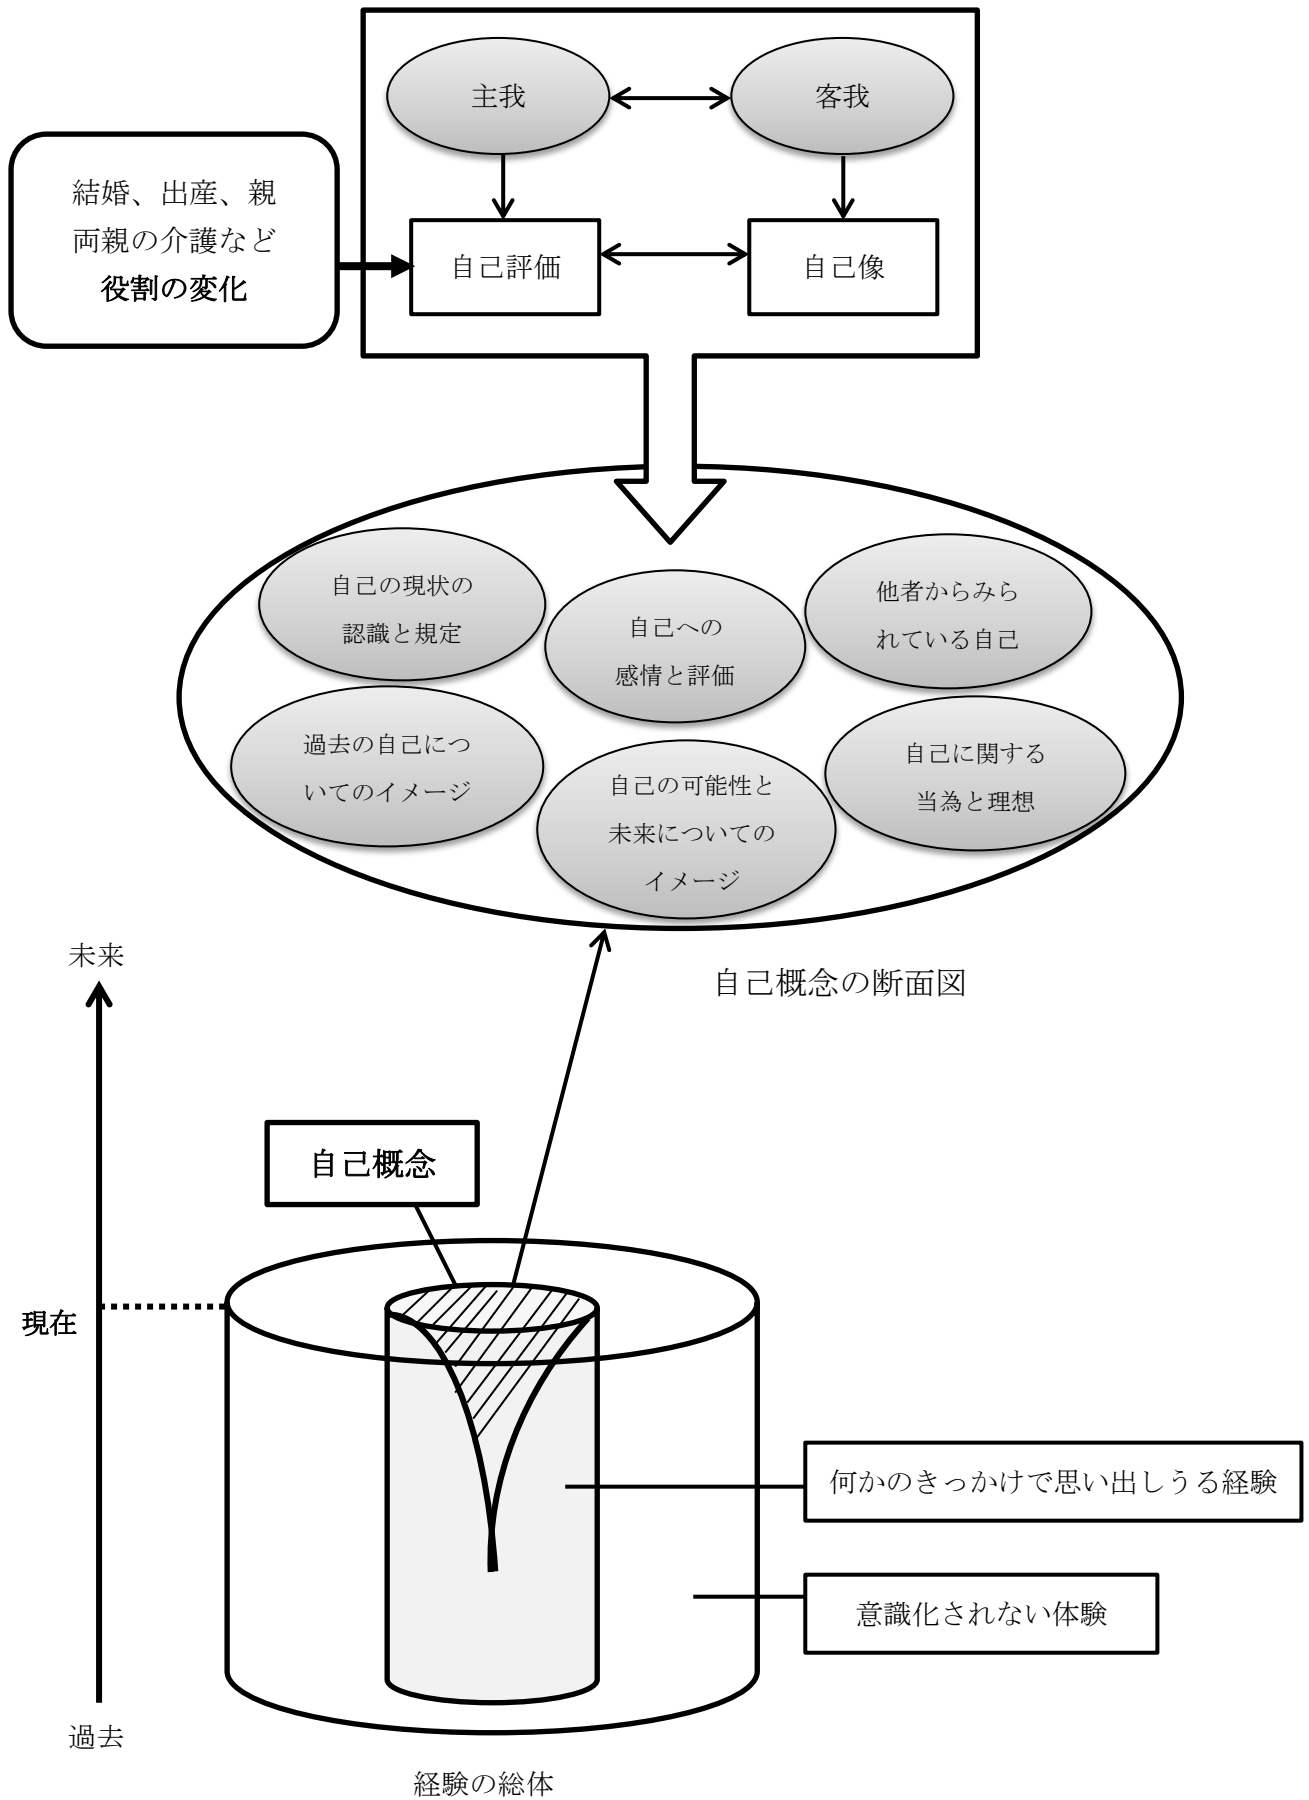 主我
客我
結婚、出産、親
両親の介護など
役割の変化
自己評価
自己像
自己の現状の
認識と規定
自己への
感情と評価
他者からみら
れている自己
過去の自己につ
いてのイメージ
自己の可能性と
未来についての
イメージ
自己に関する
当為と理想
未来
自己概念の断面図
自己概念
現在
何かのきっかけで思い出しうる経験
意識化されない体験
過去
経験の総体